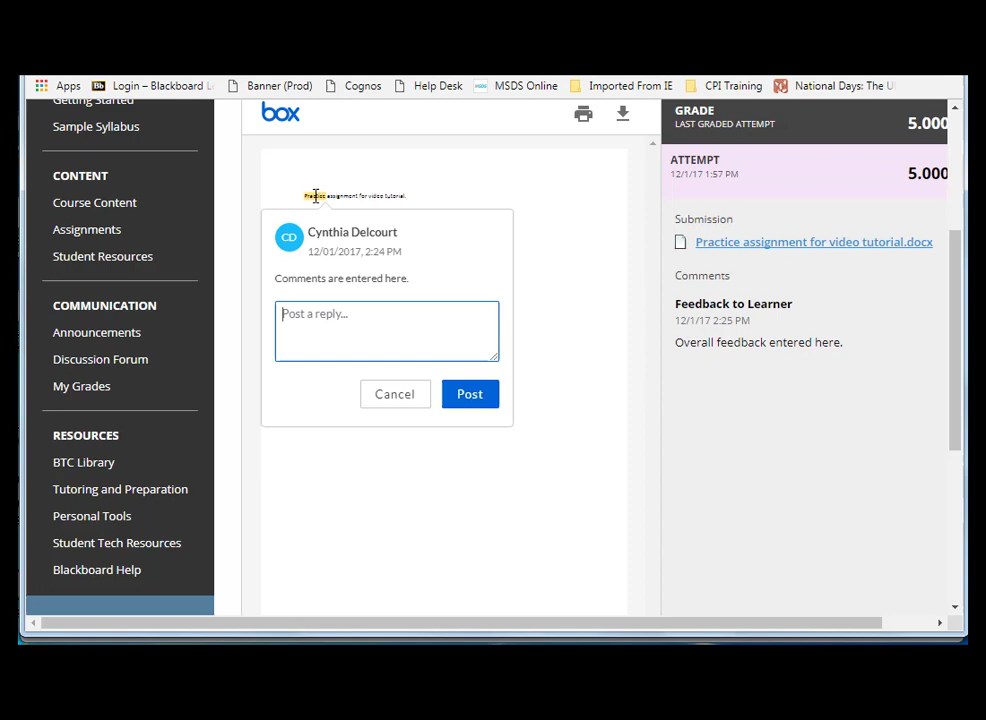 Apps Bb Login – Blackboard L Banner (Prod) Cognos Help Desk MSDS Online Imported From IE CPI Training National Days: The U
Getting Started
Sample Syllabus
CONTENT
Course Content
Assignments
Student Resources
COMMUNICATION
Announcements
Discussion Forum
My Grades
RESOURCES
BTC Library
Tutoring and Preparation
Personal Tools
Student Tech Resources
Blackboard Help
box
Practice assignment for video tutorial.
CD
Cynthia Delcourt
12/01/2017, 2:24 PM
Comments are entered here.
Post a reply...
Cancel
Post
GRADE
LAST GRADED ATTEMPT
5.000
ATTEMPT
12/1/17 1:57 PM
5.000
Submission
Practice assignment for video tutorial.docx
Comments
Feedback to Learner
12/1/17 2:25 PM
Overall feedback entered here.